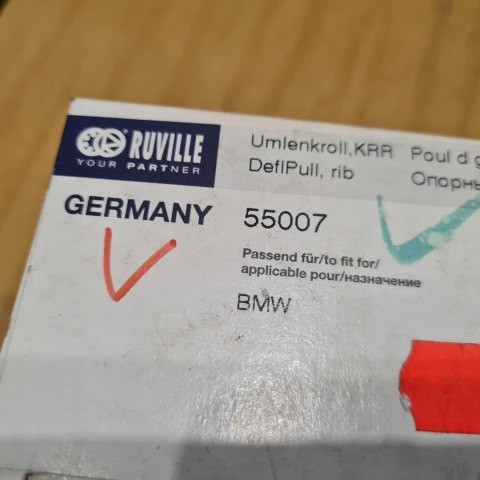 RUVILLE
YOUR PARTNER
Umlenkroll,KRR Poul d g
DeflPull, rib Опорны
GERMANY 55007
Passend für/to fit for/
applicable pour/назначение
BMW